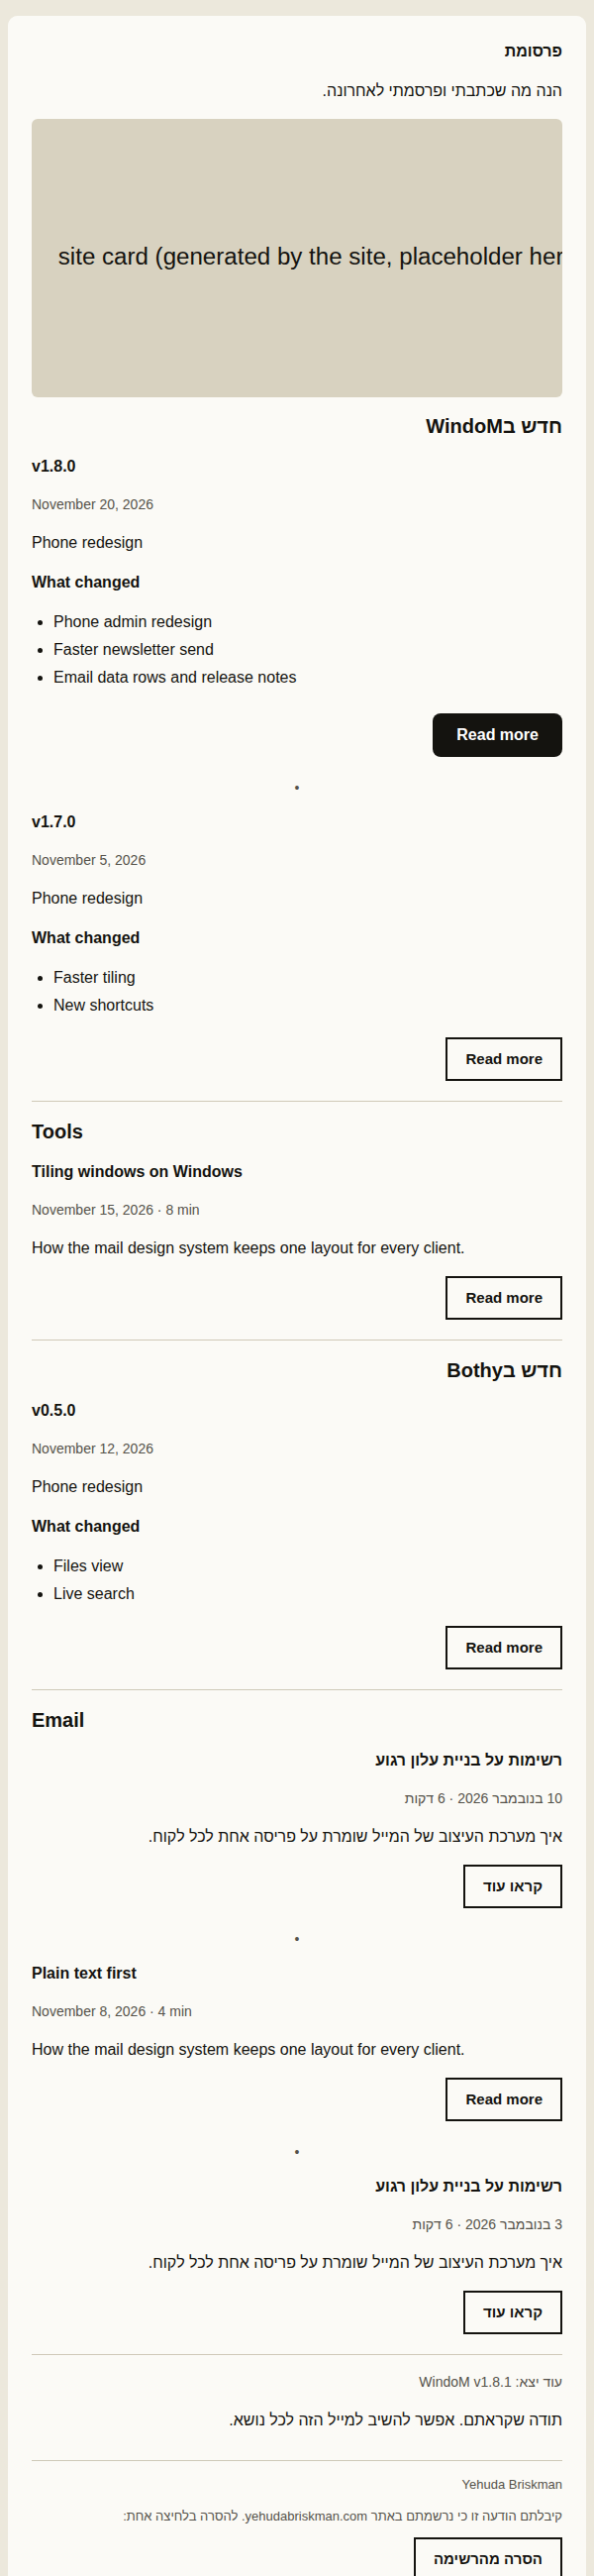 פרסומת
הנה מה שכתבתי ופרסמתי לאחרונה.
site card (generated by the site, placeholder her
חדש בWindoM
v1.8.0
November 20, 2026
Phone redesign
What changed
• Phone admin redesign
• Faster newsletter send
• Email data rows and release notes
Read more
•
v1.7.0
November 5, 2026
Phone redesign
What changed
• Faster tiling
• New shortcuts
Read more
Tools
Tiling windows on Windows
November 15, 2026 · 8 min
How the mail design system keeps one layout for every client.
Read more
חדש בBothy
v0.5.0
November 12, 2026
Phone redesign
What changed
• Files view
• Live search
Read more
Email
רשימות על בניית עלון רגוע
10 בנובמבר 2026 · 6 דקות
איך מערכת העיצוב של המייל שומרת על פריסה אחת לכל לקוח.
קראו עוד
•
Plain text first
November 8, 2026 · 4 min
How the mail design system keeps one layout for every client.
Read more
•
רשימות על בניית עלון רגוע
3 בנובמבר 2026 · 6 דקות
איך מערכת העיצוב של המייל שומרת על פריסה אחת לכל לקוח.
קראו עוד
עוד יצא: WindoM v1.8.1
תודה שקראתם. אפשר להשיב למייל הזה לכל נושא.
Yehuda Briskman
קיבלתם הודעה זו כי נרשמתם באתר yehudabriskman.com. להסרה בלחיצה אחת:
הסרה מהרשימה